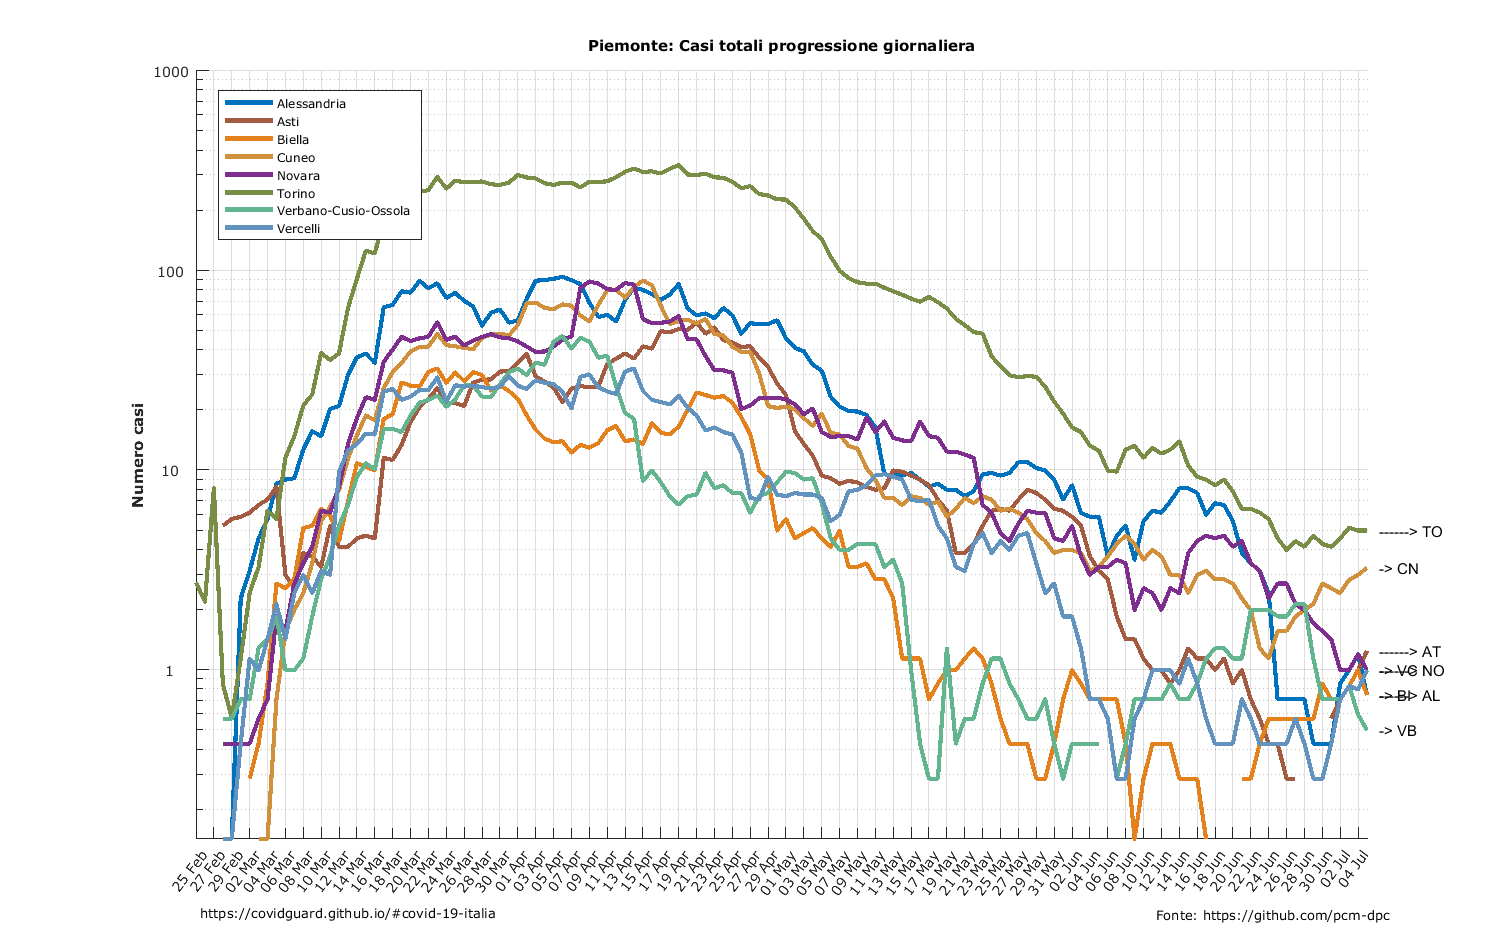 Piemonte: Casi totali progressione giornaliera
Numero casi
1000
100
10
1
Alessandria
Asti
Biella
Cuneo
Novara
Torino
Verbano-Cusio-Ossola
Vercelli
------> TO
-> CN
------> AT
-> VC
NO
-> BI
AL
-> VB
25 Feb
27 Feb
29 Feb
02 Mar
04 Mar
06 Mar
08 Mar
10 Mar
12 Mar
14 Mar
16 Mar
18 Mar
20 Mar
22 Mar
24 Mar
26 Mar
28 Mar
30 Mar
01 Apr
03 Apr
05 Apr
07 Apr
09 Apr
11 Apr
13 Apr
15 Apr
17 Apr
19 Apr
21 Apr
23 Apr
25 Apr
27 Apr
29 Apr
01 May
03 May
05 May
07 May
09 May
11 May
13 May
15 May
17 May
19 May
21 May
23 May
25 May
27 May
29 May
31 May
02 Jun
04 Jun
06 Jun
08 Jun
10 Jun
12 Jun
14 Jun
16 Jun
18 Jun
20 Jun
22 Jun
24 Jun
26 Jun
28 Jun
30 Jun
02 Jul
04 Jul
https://covidguard.github.io/#covid-19-italia
Fonte: https://github.com/pcm-dpc